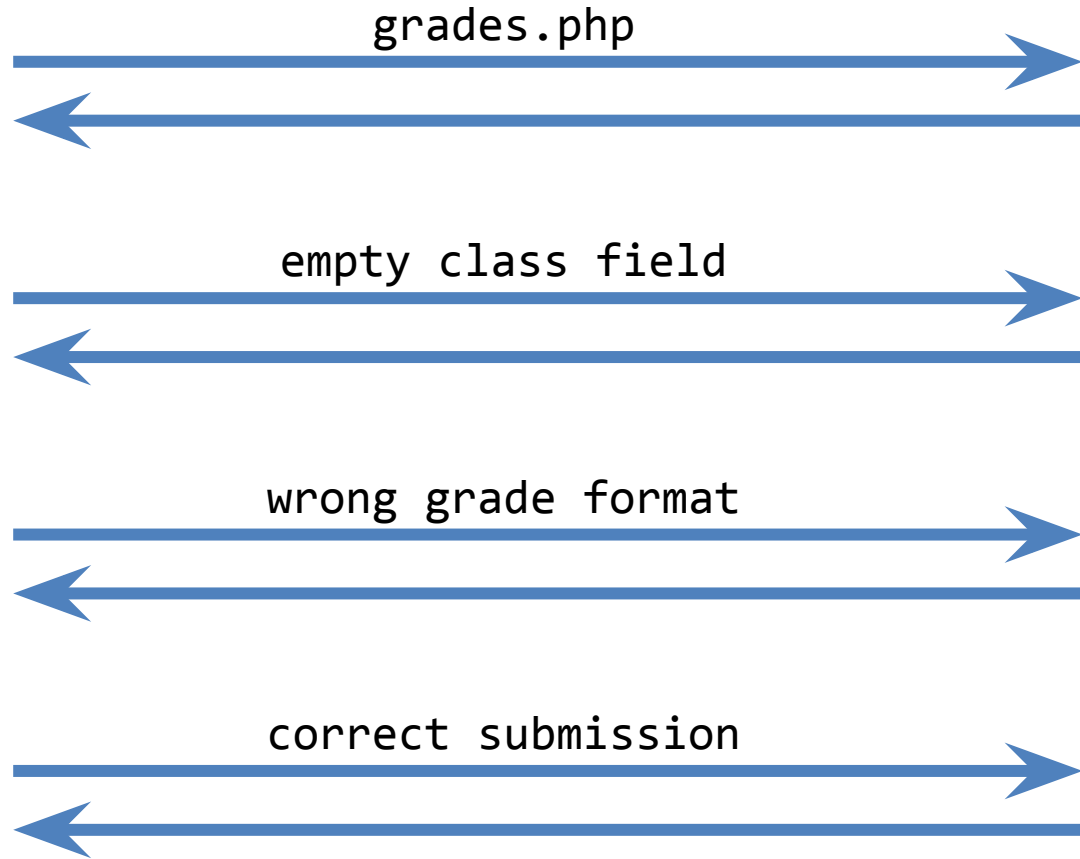 grades.php
empty class field
wrong grade format
correct submission